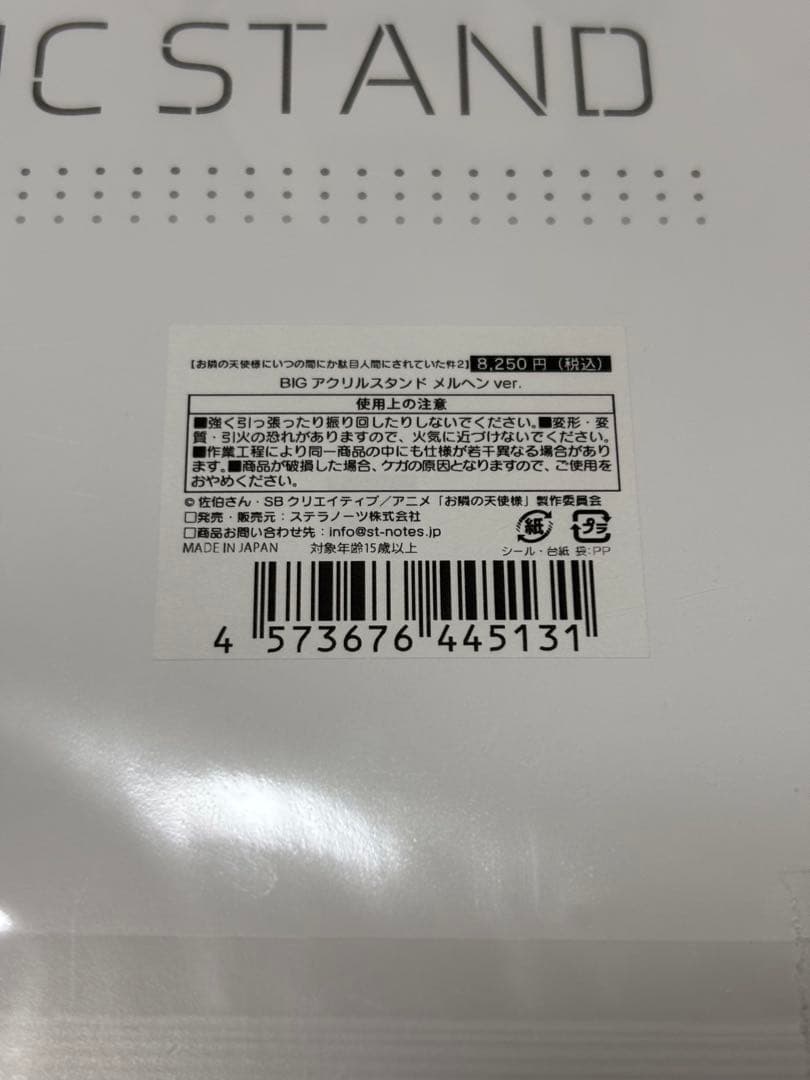 IC STAND
【お隣の天使様にいつの間にか駄目人間にされていた件2】 8,250 円（税込）
BIG アクリルスタンド メルヘン ver.
使用上の注意
■強く引っ張ったり振り回したりしないでください。■変形・変
質・引火の恐れがありますので、火気に近づけないでください。
■作業工程により同一商品の中にも仕様が若干異なる場合があり
ます。■商品が破損した場合、ケガの原因となりますので、ご使用を
おやめください。
© 佐伯さん・SB クリエイティブ／アニメ「お隣の天使様」製作委員会
□発売・販売元：ステラノーツ株式会社
□商品お問い合わせ先：info@st-notes.jp
紙 プラ
MADE IN JAPAN 対象年齢15歳以上 シール・台紙 袋:PP
4 573676 445131